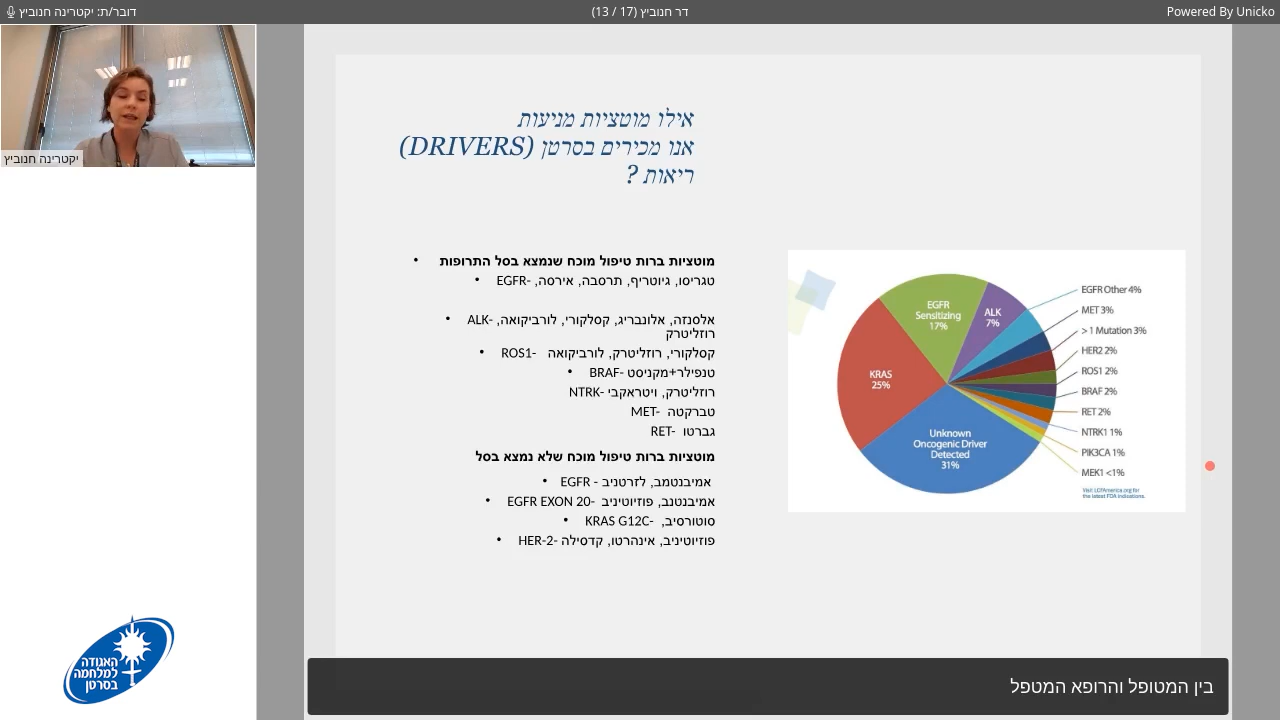 דובר/ת: יקטרינה חנוביץ
דר חנוביץ (17 / 13)
Powered By Unicko
יקטרינה חנוביץ
אילו מוטציות מניעות
(DRIVERS) אנו מכירים בסרטן
ריאות ?
• מוטציות ברות טיפול מוכח שנמצא בסל התרופות
• EGFR- טגריסו, גיוטריף, תרסבה, אירסה,
• ALK- אלסנזה, אלונבריג, קסלקורי, לורביקואה,
רוזליטרק
• ROS1- קסלקורי, רוזליטרק, לורביקואה
• BRAF- טנפילר+מקניסט
NTRK- רוזליטרק, ויטראקבי
MET- טברקטה
RET- גברטו
מוטציות ברות טיפול מוכח שלא נמצא בסל
• EGFR - אמיבנטמב, לזרטניב
• EGFR EXON 20- אמיבנטנב, פוזיוטיניב
• KRAS G12C- סוטורסיב,
• HER-2- פוזיוטיניב, אינהרטו, קדסילה
EGFR
Sensitizing
17%
ALK
7%
KRAS
25%
Unknown
Oncogenic Driver
Detected
31%
EGFR Other 4%
MET 3%
> 1 Mutation 3%
HER2 2%
ROS1 2%
BRAF 2%
RET 2%
NTRK1 1%
PIK3CA 1%
MEK1 <1%
Visit LCFAmerica.org for
the latest FDA indications.
האגודה
למלחמה
בסרטן
בין המטופל והרופא המטפל